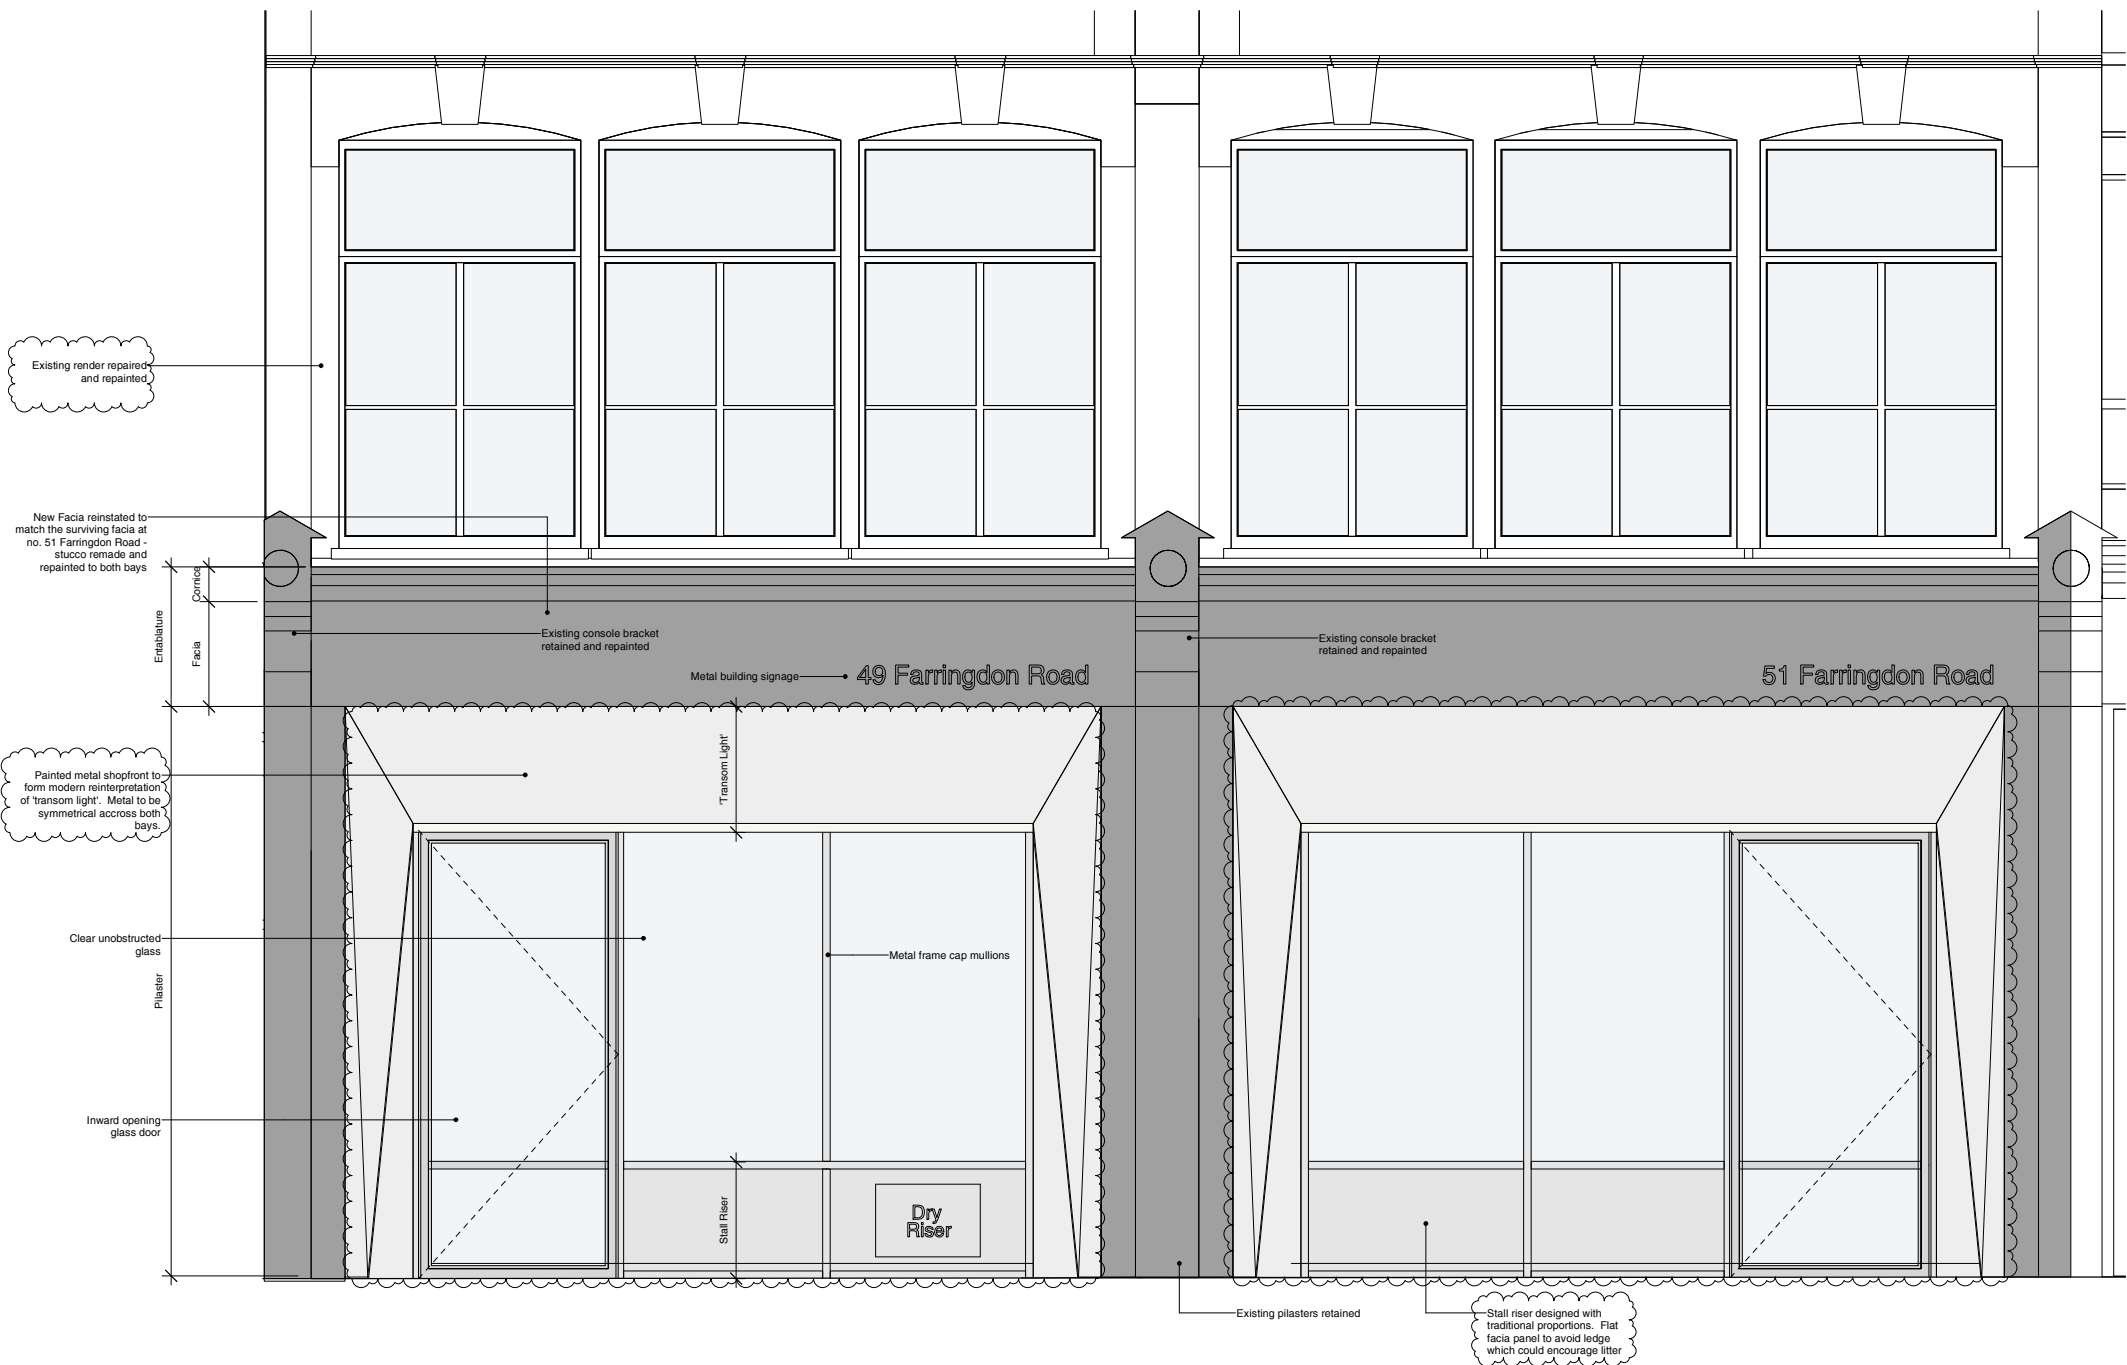 Existing render repaired
and repainted
New Facia reinstated to
match the surviving facia at
no. 51 Farringdon Road -
stucco remade and
repainted to both bays
Cornice
Entablature
Facia
Existing console bracket
retained and repainted
Existing console bracket
retained and repainted
Metal building signage
49 Farringdon Road
51 Farringdon Road
'Transom Light'
Painted metal shopfront to
form modern reinterpretation
of 'transom light'. Metal to be
symmetrical accross both
bays.
Clear unobstructed
glass
Metal frame cap mullions
Pilaster
Inward opening
glass door
Stall Riser
Dry
Riser
Existing pilasters retained
Stall riser designed with
traditional proportions. Flat
facia panel to avoid ledge
which could encourage litter